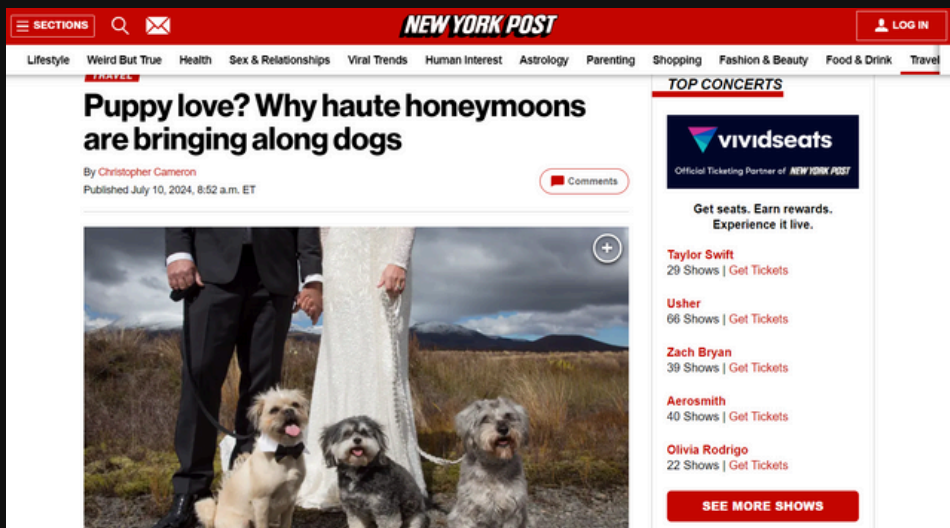 SECTIONS
NEW YORK POST
LOG IN
Lifestyle Weird But True Health Sex & Relationships Viral Trends Human Interest Astrology Parenting Shopping Fashion & Beauty Food & Drink Travel
TRAVEL
Puppy love? Why haute honeymoons
are bringing along dogs
By Christopher Cameron
Published July 10, 2024, 8:52 a.m. ET
Comments
TOP CONCERTS
vividseats
Official Ticketing Partner of NEW YORK POST
Get seats. Earn rewards.
Experience it live.
Taylor Swift
29 Shows | Get Tickets
Usher
66 Shows | Get Tickets
Zach Bryan
39 Shows | Get Tickets
Aerosmith
40 Shows | Get Tickets
Olivia Rodrigo
22 Shows | Get Tickets
SEE MORE SHOWS